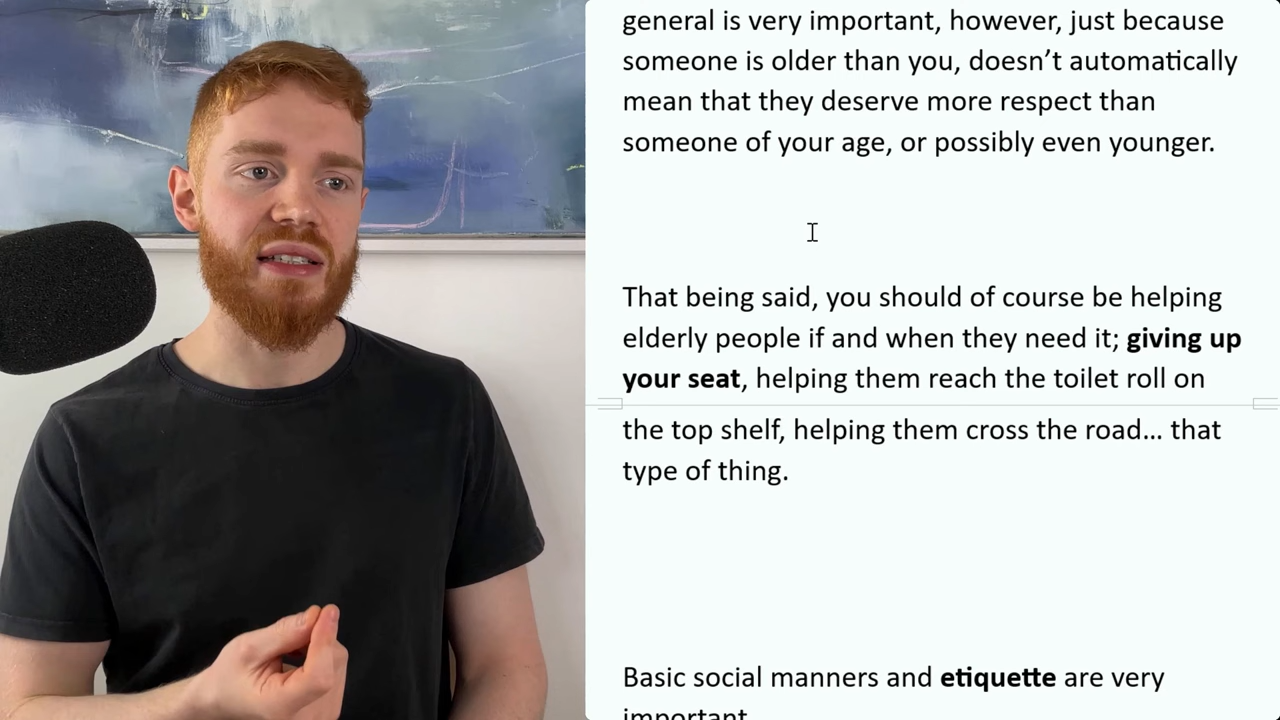 general is very important, however, just because
someone is older than you, doesn’t automatically
mean that they deserve more respect than
someone of your age, or possibly even younger.
That being said, you should of course be helping
elderly people if and when they need it; giving up
your seat, helping them reach the toilet roll on
the top shelf, helping them cross the road… that
type of thing.
Basic social manners and etiquette are very
important